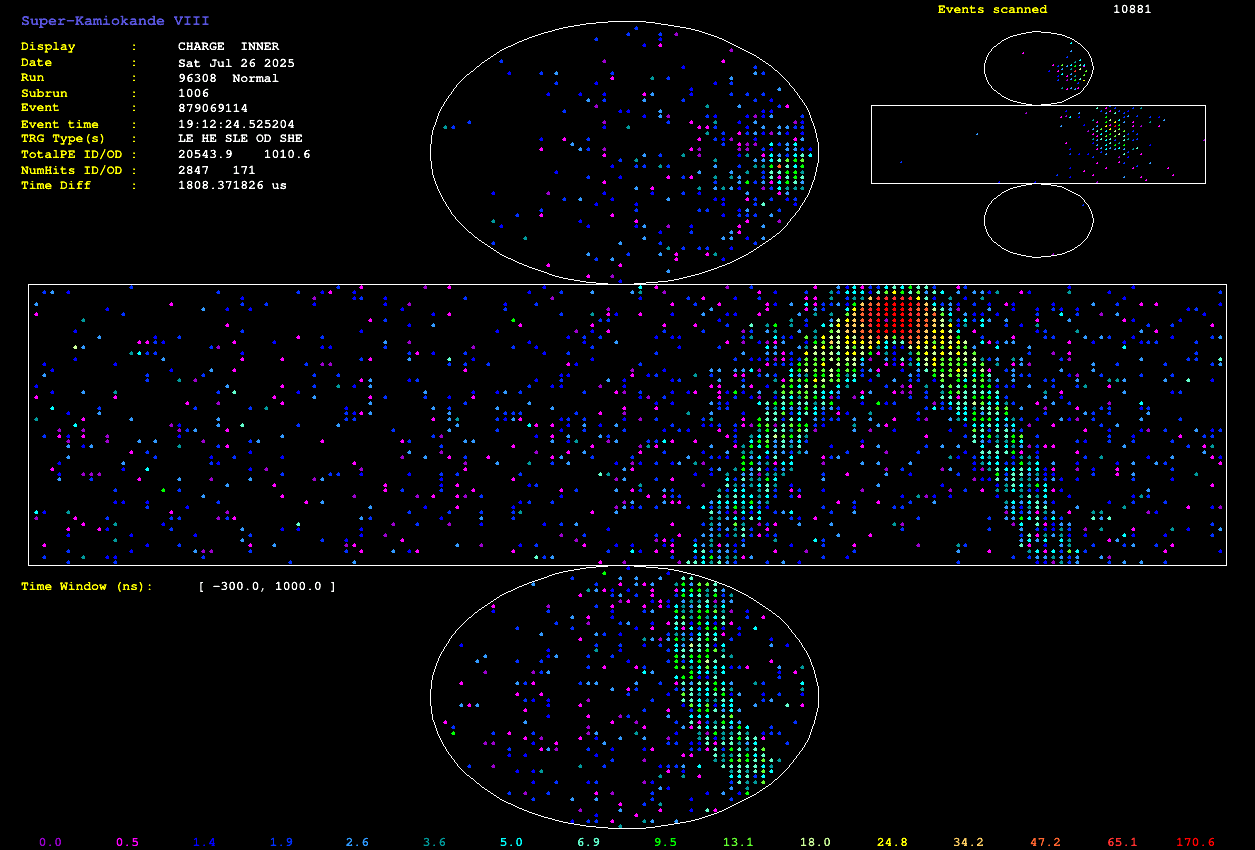 Super-Kamiokande VIII
Events scanned 10881
Display : CHARGE INNER
Date : Sat Jul 26 2025
Run : 96308 Normal
Subrun : 1006
Event : 879069114
Event time : 19:12:24.525204
TRG Type(s) : LE HE SLE OD SHE
TotalPE ID/OD : 20543.9 1010.6
NumHits ID/OD : 2847 171
Time Diff : 1808.371826 us
Time Window (ns): [ -300.0, 1000.0 ]
0.0 0.5 1.4 1.9 2.6 3.6 5.0 6.9 9.5 13.1 18.0 24.8 34.2 47.2 65.1 170.6